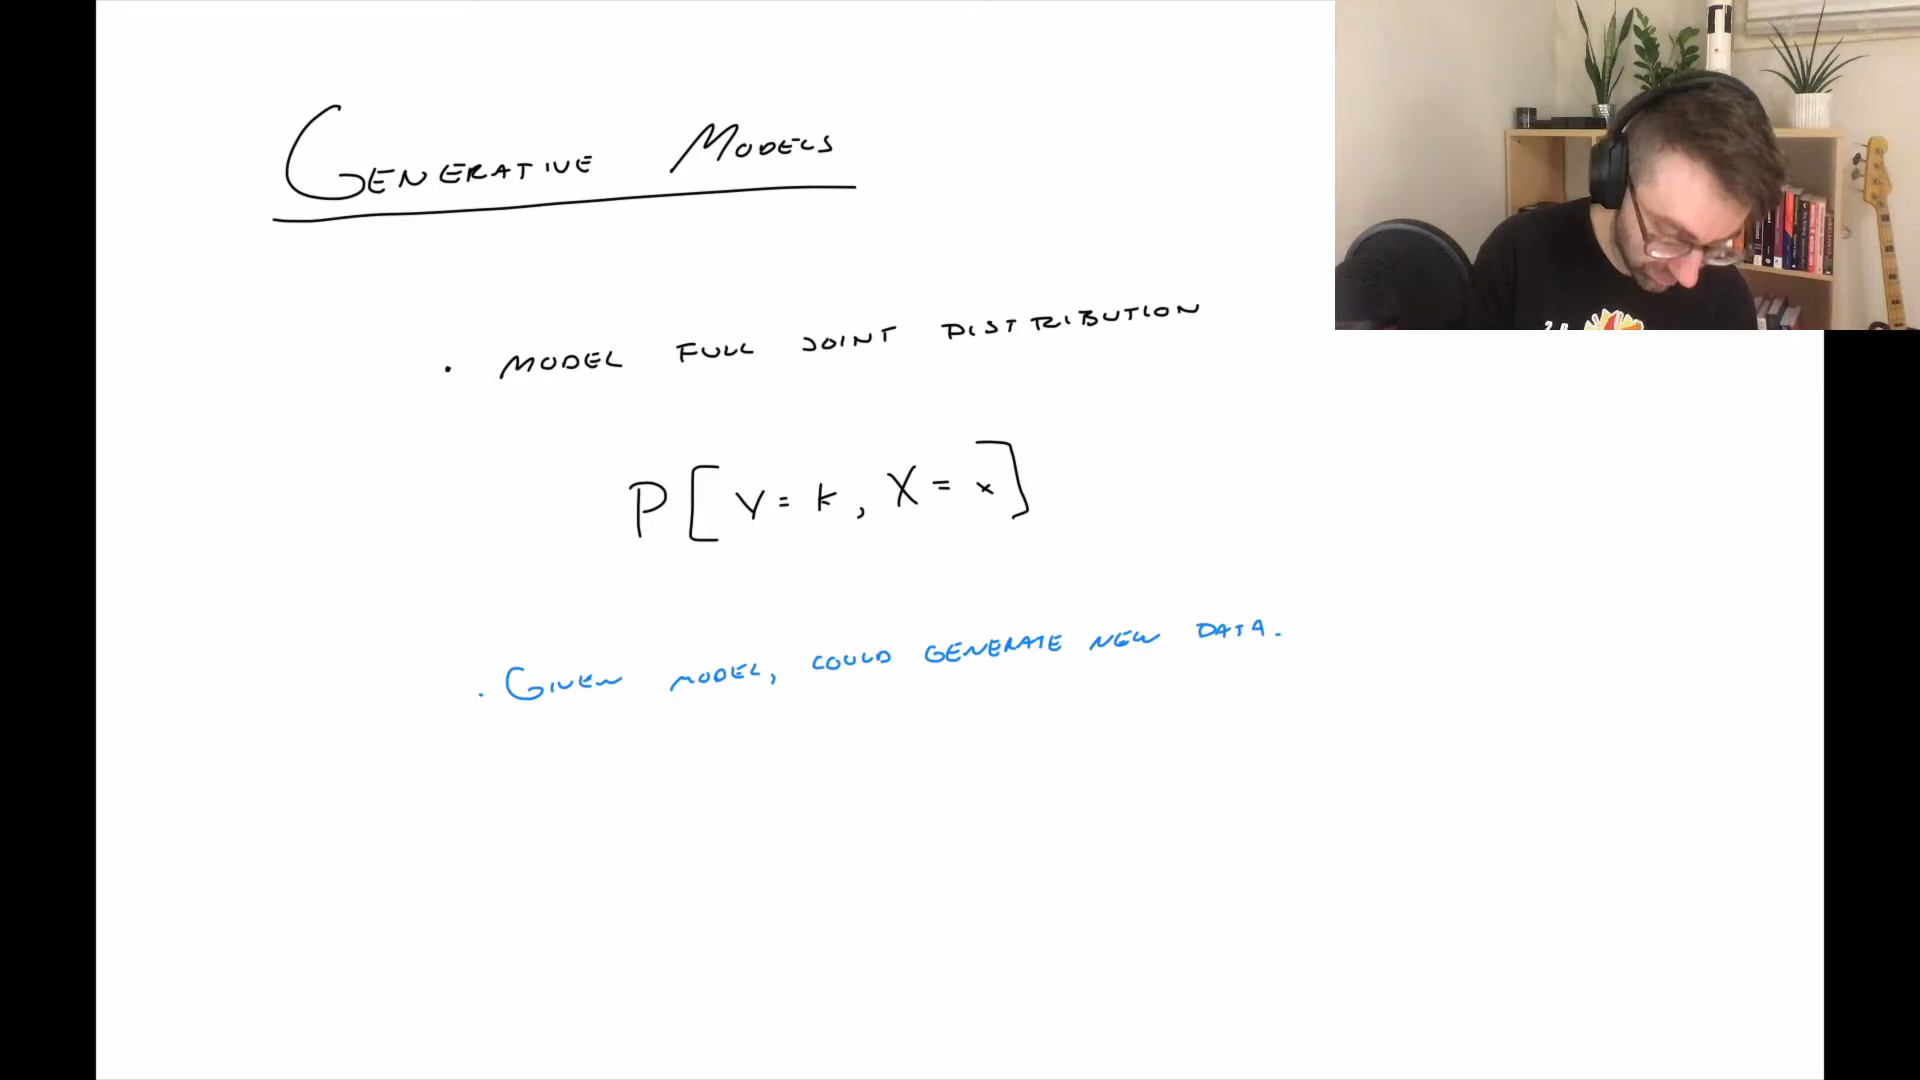 GENERATIVE MODELS
. MODEL FULL JOINT DISTRIBUTION
P[Y = k, X = x]
. GIVEN MODEL, COULD GENERATE NEW DATA.